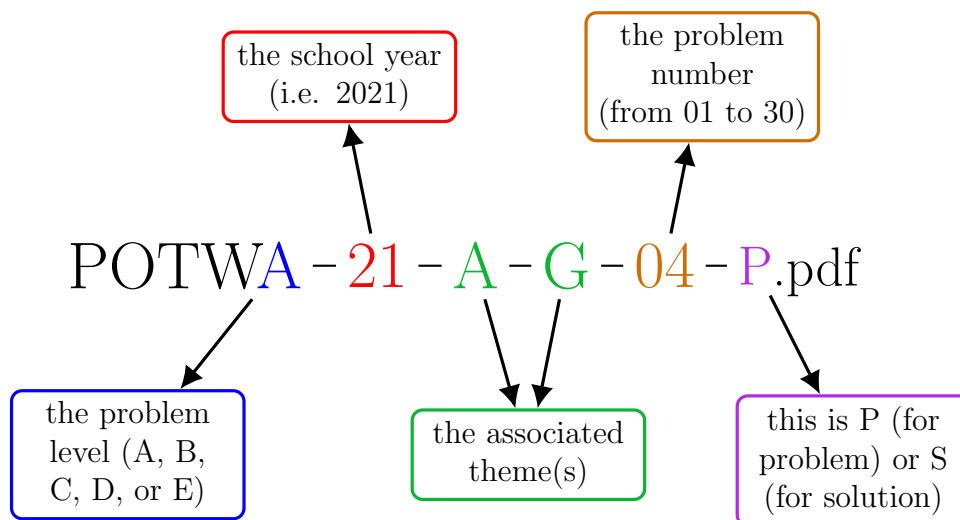 the school year
(i.e. 2021)
the problem
number
(from 01 to 30)
POTWA - 21 - A - G - 04 - P.pdf
the problem
level (A, B,
C, D, or E)
the associated
theme(s)
this is P (for
problem) or S
(for solution)